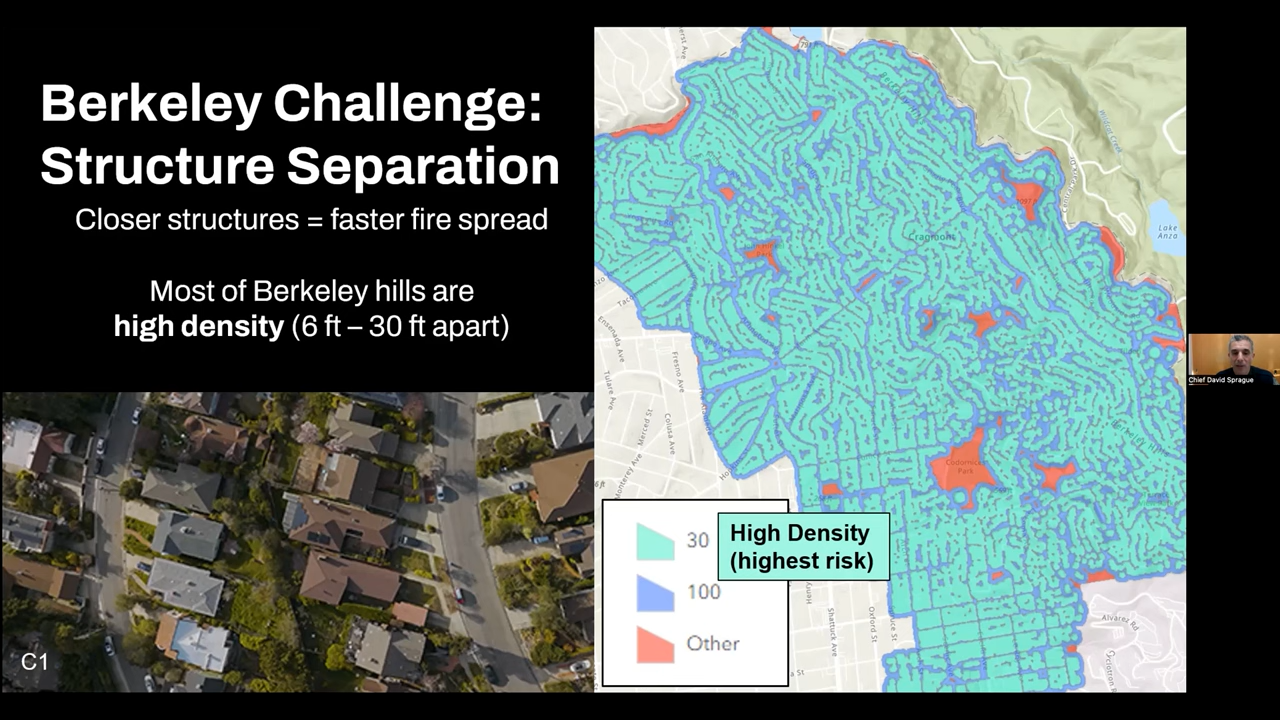 Berkeley Challenge:
Structure Separation
Closer structures = faster fire spread
Most of Berkeley hills are
high density (6 ft – 30 ft apart)
C1
Cragmont
Codornices
Park
Lake
Anza
Ensenada Ave
Tulare Ave
Fresno Ave
Colusa Ave
Merced St
Monterey Ave
Shattuck Ave
Oxford St
Alvarez Rd
30
100
Other
High Density
(highest risk)
Chief David Sprague